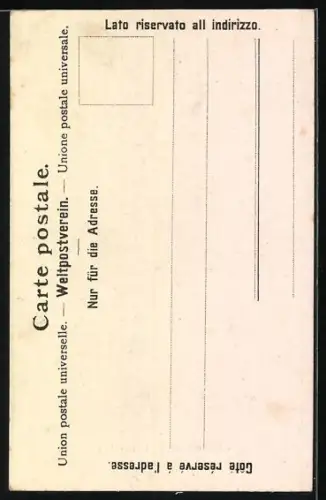 Carte postale.
Union postale universelle. — Weltpostverein. — Unione postale universale.
Nur für die Adresse.
Lato riservato all indirizzo.
Côté réservé à l'adresse.